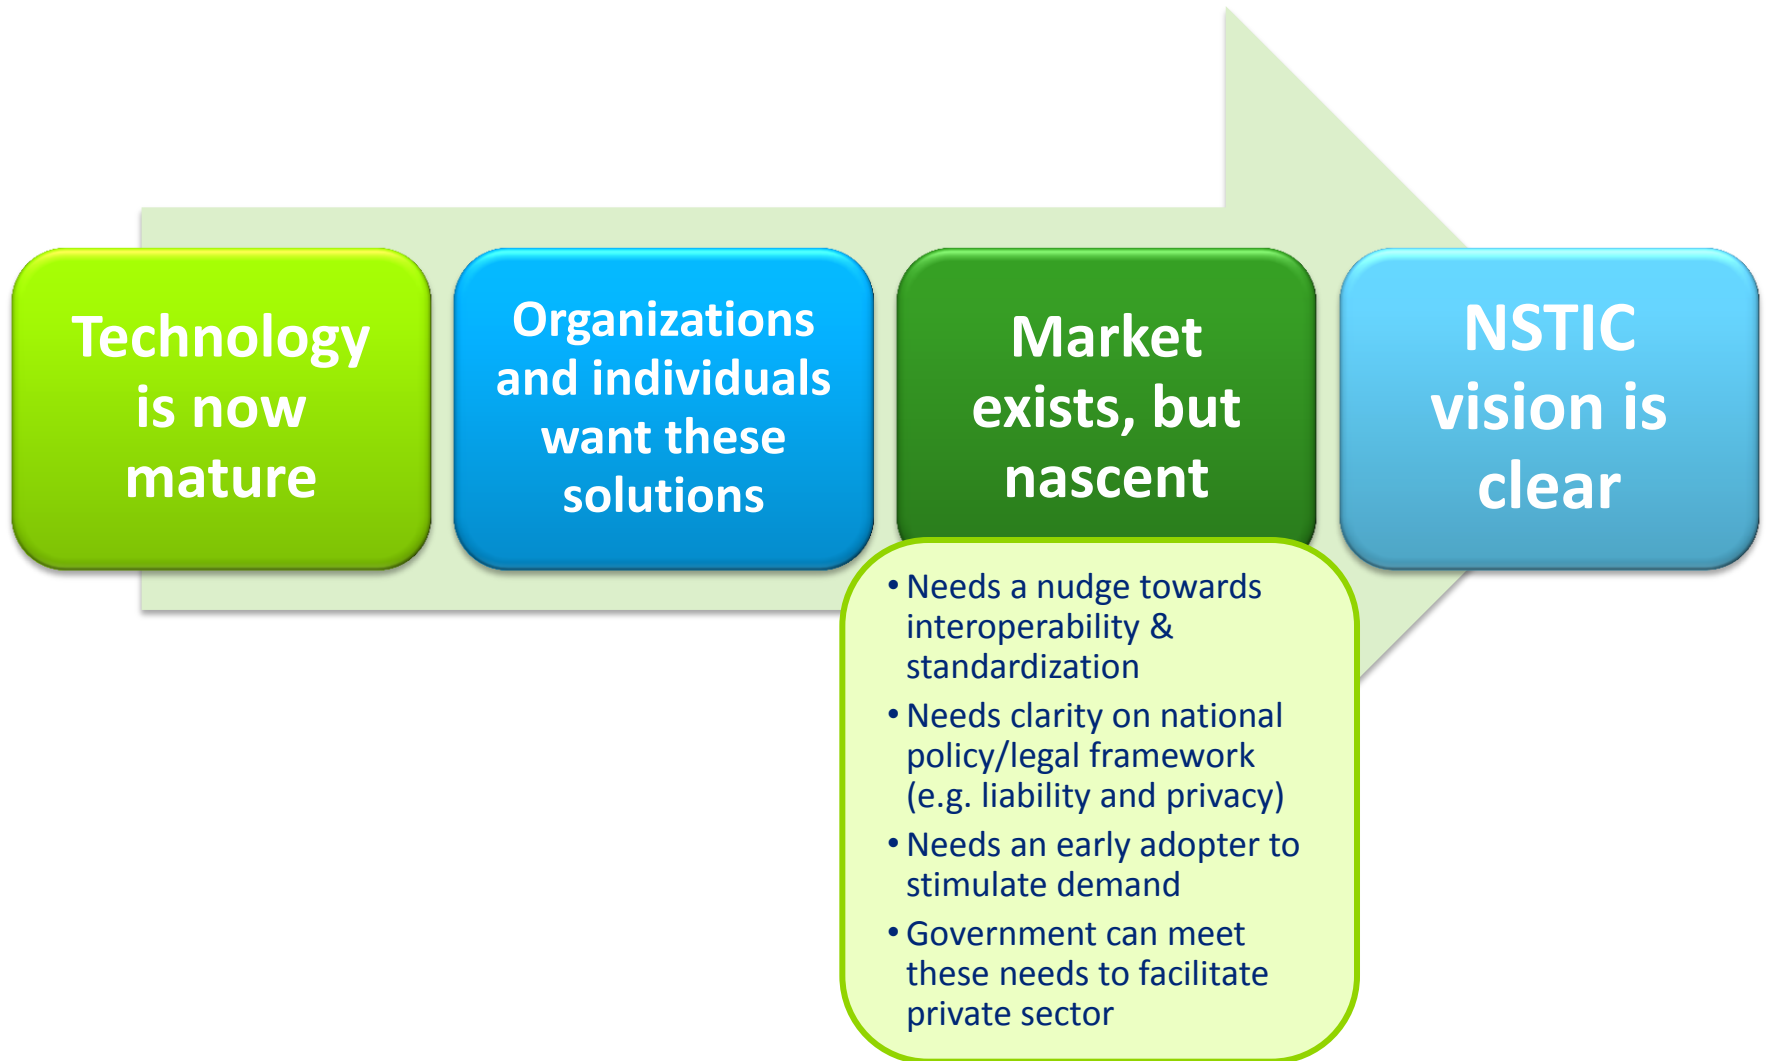 Technology
is now
mature
Organizations
and individuals
want these
solutions
Market
exists, but
nascent
NSTIC
vision is
clear
• Needs a nudge towards
interoperability &
standardization
• Needs clarity on national
policy/legal framework
(e.g. liability and privacy)
• Needs an early adopter to
stimulate demand
• Government can meet
these needs to facilitate
private sector